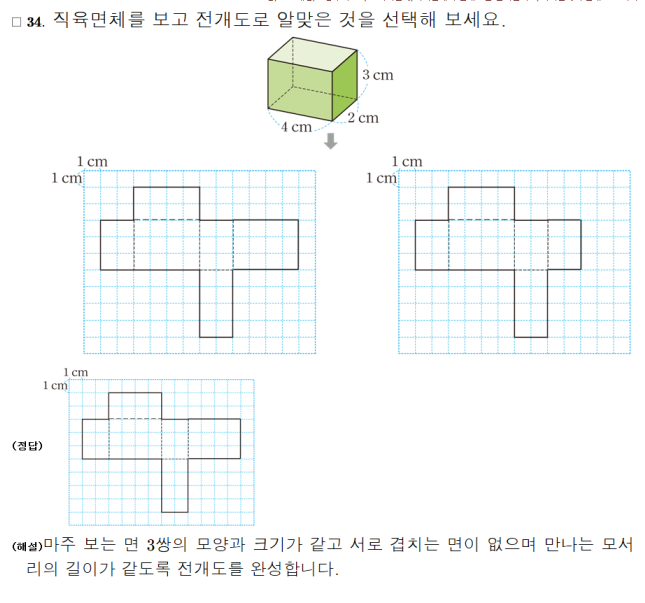 □ 34. 직육면체를 보고 전개도로 알맞은 것을 선택해 보세요.
3 cm
2 cm
4 cm
1 cm
1 cm
1 cm
1 cm
1 cm
1 cm
(정답)
(해설)마주 보는 면 3쌍의 모양과 크기가 같고 서로 겹치는 면이 없으며 만나는 모서
리의 길이가 같도록 전개도를 완성합니다.